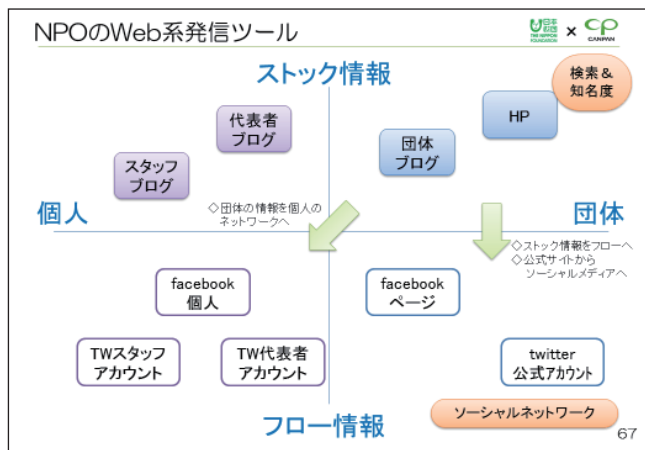 NPOのWeb系発信ツール
日本財団
THE NIPPON
FOUNDATION
×
CP
CANPAN
ストック情報
検索&
知名度
代表者
ブログ
HP
団体
ブログ
スタッフ
ブログ
個人
◇団体の情報を個人の
ネットワークへ
団体
◇ストック情報をフローへ
◇公式サイトから
ソーシャルメディアへ
facebook
個人
facebook
ページ
TWスタッフ
アカウント
TW代表者
アカウント
twitter
公式アカウント
ソーシャルネットワーク
フロー情報
67